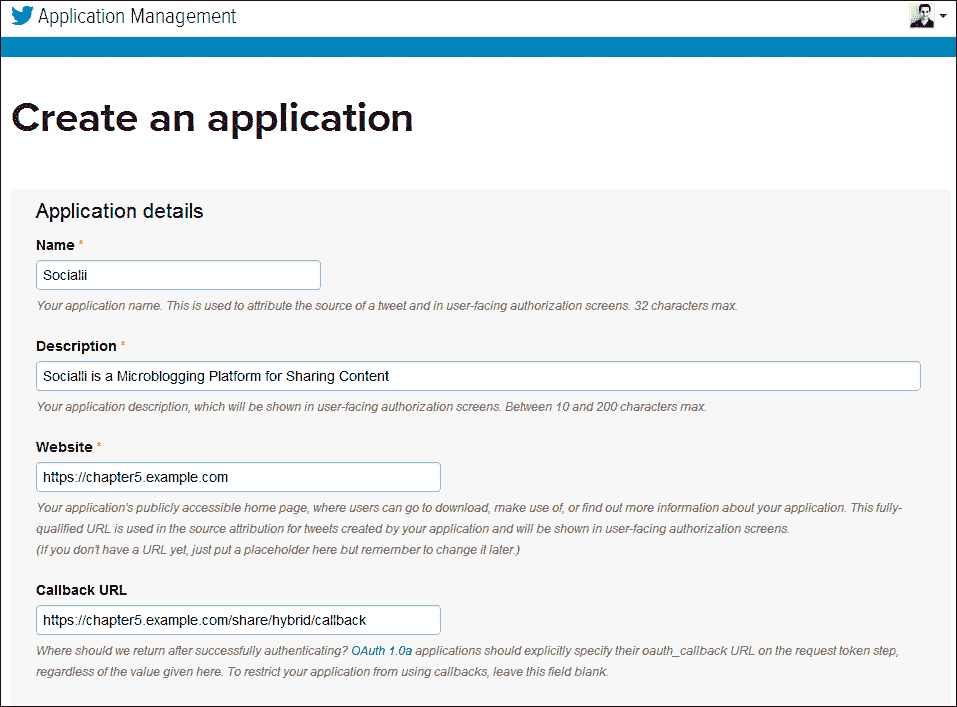 Application Management
Create an application
Application details
Name *
Socialii
Your application name. This is used to attribute the source of a tweet and in user-facing authorization screens. 32 characters max.
Description *
Socialii is a Microblogging Platform for Sharing Content
Your application description, which will be shown in user-facing authorization screens. Between 10 and 200 characters max.
Website *
https://chapter5.example.com
Your application's publicly accessible home page, where users can go to download, make use of, or find out more information about your application. This fully-
qualified URL is used in the source attribution for tweets created by your application and will be shown in user-facing authorization screens.
(If you don't have a URL yet, just put a placeholder here but remember to change it later.)
Callback URL
https://chapter5.example.com/share/hybrid/callback
Where should we return after successfully authenticating? OAuth 1.0a applications should explicitly specify their oauth_callback URL on the request token step,
regardless of the value given here. To restrict your application from using callbacks, leave this field blank.